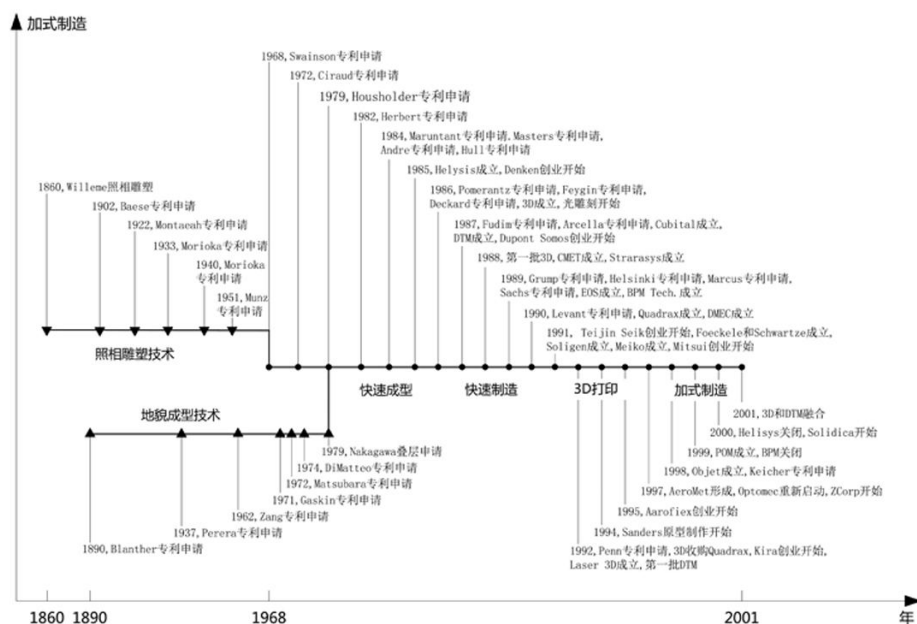 加式制造
1968, Swainson专利申请
1972, Ciraud专利申请
1979, Housholder专利申请
1982, Herbert专利申请
1984, Maruntant专利申请. Masters专利申请,
Andre专利申请, Hull专利申请
1985, Helysis成立, Denken创业开始
1986, Pomerantz专利申请, Feygin专利申请,
Deckard专利申请, 3D成立, 光雕刻开始
1987, Fudim专利申请, Arcella专利申请, Cubital成立,
DTM成立, Dupont Somos创业开始
1988, 第一批3D, CMET成立, Strarasys成立
1989, Grump专利申请, Helsinki专利申请, Marcus专利申请,
Sachs专利申请, EOS成立, BPM Tech. 成立
1990, Levant专利申请, Quadrax成立, DMEC成立
1991, Teijin Seik创业开始, Foeckele和Schwartze成立,
Soligen成立, Meiko成立, Mitsui创业开始
1860, Willeme照相雕塑
1902, Baese专利申请
1922, Montaeah专利申请
1933, Morioka专利申请
1940, Morioka
专利申请
1951, Munz
专利申请
照相雕塑技术
快速成型
快速制造
3D打印
加式制造
地貌成型技术
1979, Nakagawa叠层申请
1974, DiMatteo专利申请
1972, Matsubara专利申请
1971, Gaskin专利申请
1962, Zang专利申请
1937, Perera专利申请
1890, Blanther专利申请
2001, 3D和DTM融合
2000, Helisys关闭, Solidica开始
1999, POM成立, BPM关闭
1998, Objet成立, Keicher专利申请
1997, AeroMet形成, Optomec重新启动, ZCorp开始
1995, Aarofiex创业开始
1994, Sanders原型制作开始
1992, Penn专利申请, 3D收购Quadrax, Kira创业开始,
Laser 3D成立, 第一批DTM
1860
1890
1968
2001
年